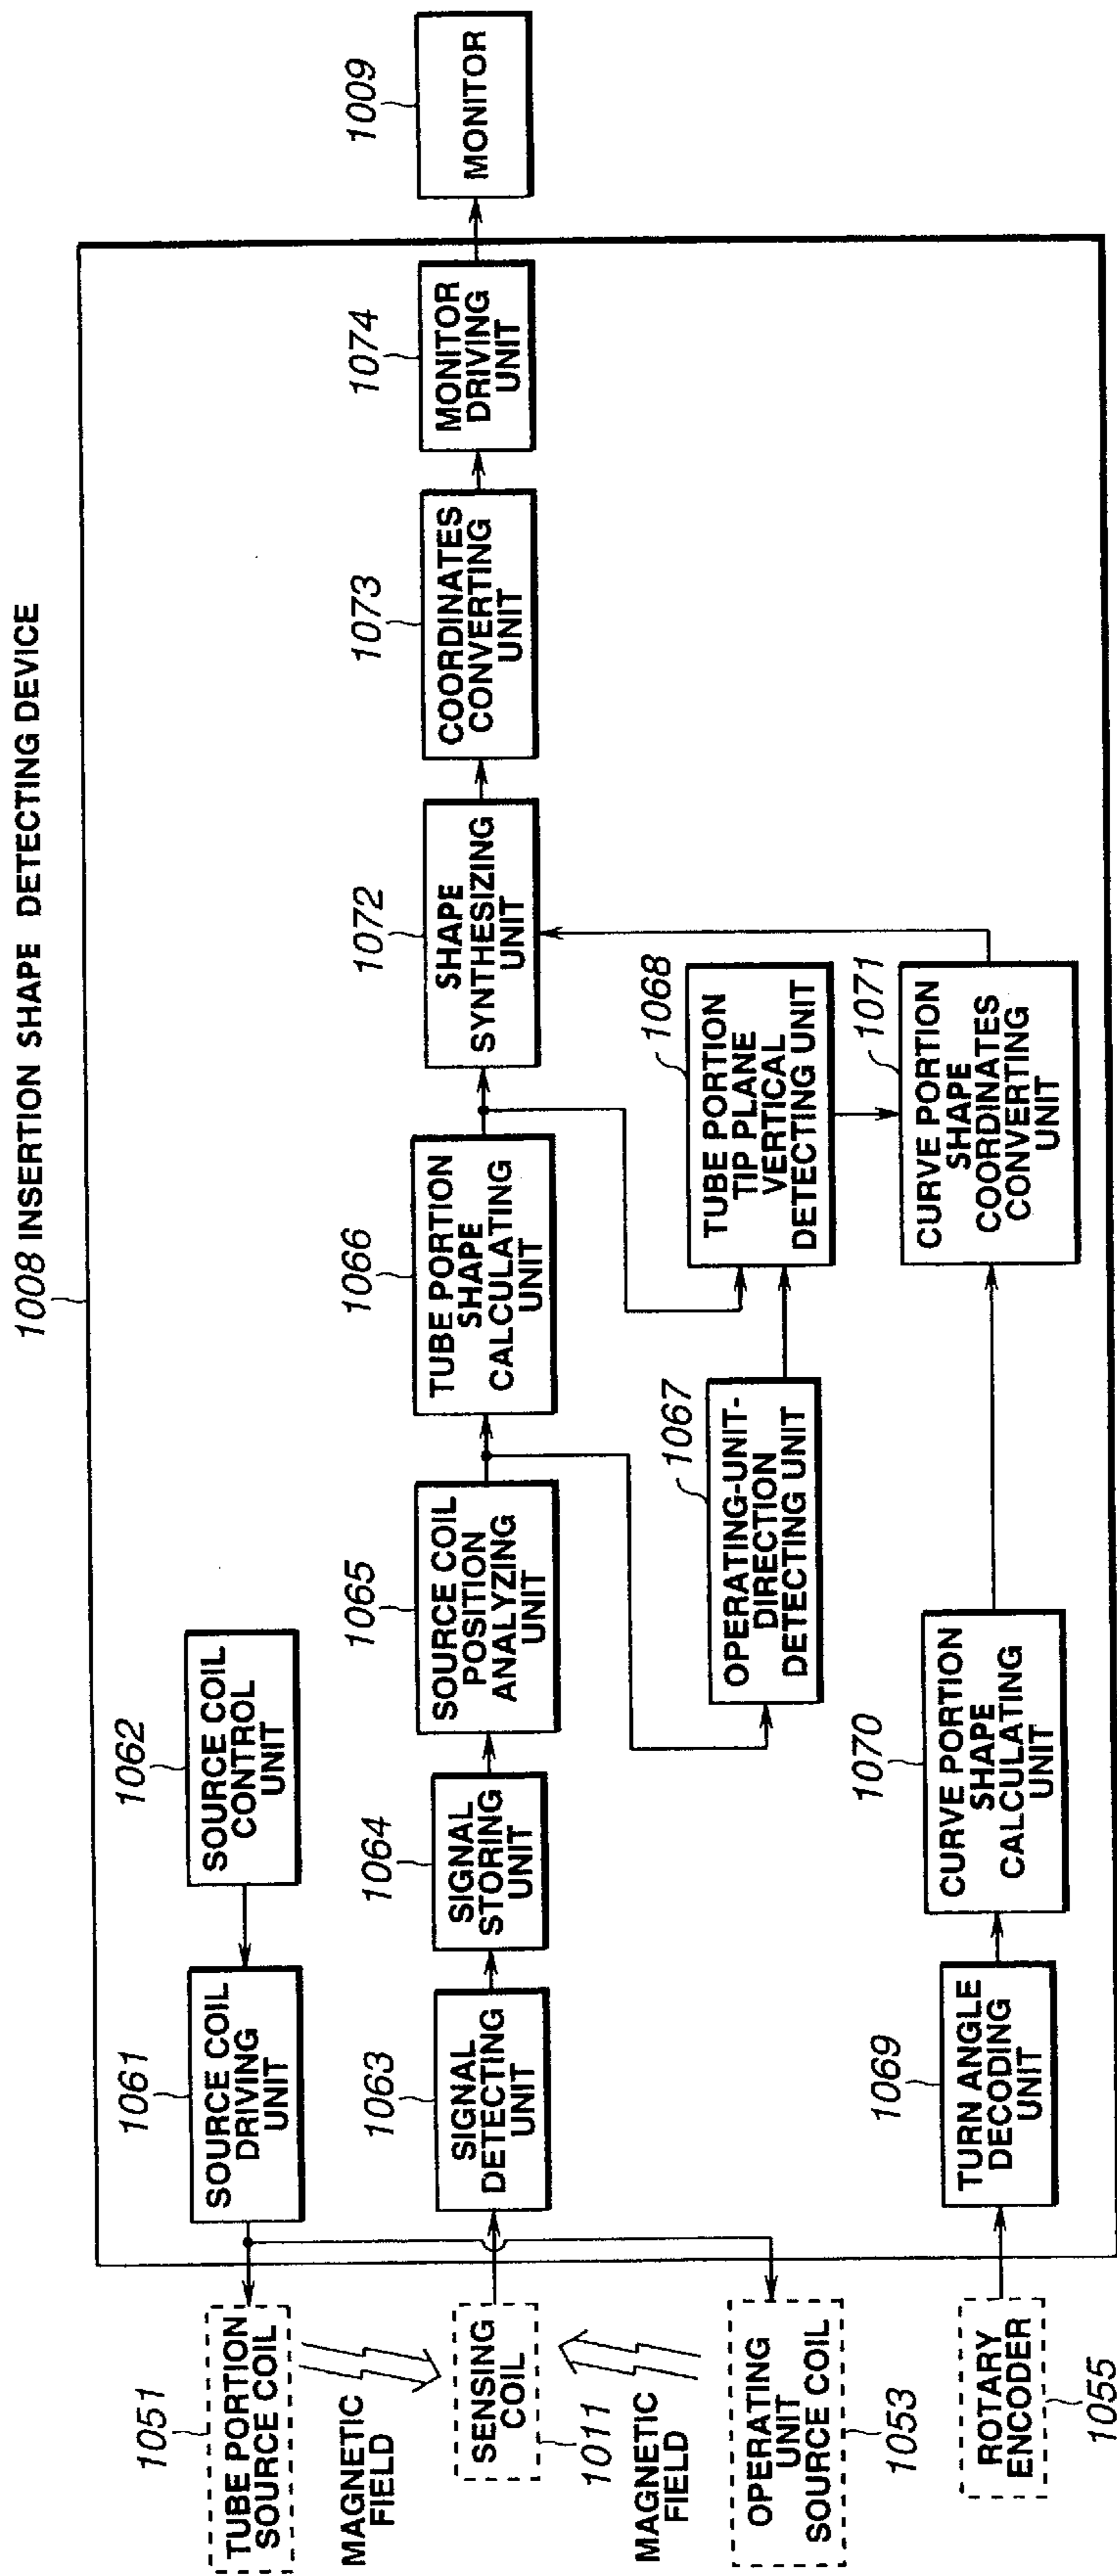 1008 INSERTION SHAPE DETECTING DEVICE
1051
TUBE PORTION
SOURCE COIL
MAGNETIC
FIELD
SENSING
COIL
1011
MAGNETIC
FIELD
OPERATING
UNIT
SOURCE COIL
1053
ROTARY
ENCODER
1055
1061
SOURCE COIL
DRIVING
UNIT
1062
SOURCE COIL
CONTROL
UNIT
1063
SIGNAL
DETECTING
UNIT
1064
SIGNAL
STORING
UNIT
1065
SOURCE COIL
POSITION
ANALYZING
UNIT
1066
TUBE PORTION
SHAPE
CALCULATING
UNIT
1072
SHAPE
SYNTHESIZING
UNIT
1073
COORDINATES
CONVERTING
UNIT
1074
MONITOR
DRIVING
UNIT
1009
MONITOR
1067
OPERATING-UNIT-
DIRECTION
DETECTING UNIT
1068
TUBE PORTION
TIP PLANE
VERTICAL
DETECTING UNIT
1069
TURN ANGLE
DECODING
UNIT
1070
CURVE PORTION
SHAPE
CALCULATING
UNIT
1071
CURVE PORTION
SHAPE
COORDINATES
CONVERTING
UNIT